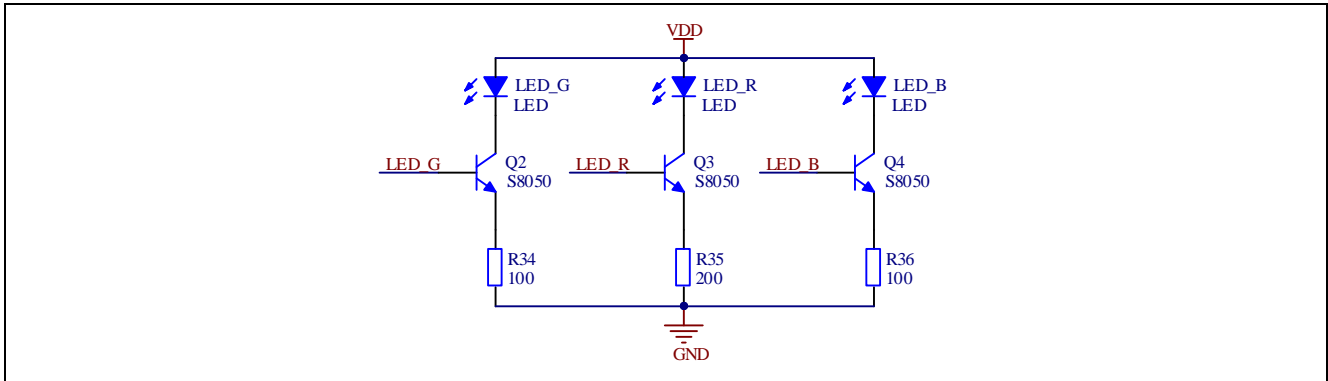 VDD
LED_G
LED
LED_R
LED
LED_B
LED
LED_G
Q2
S8050
LED_R
Q3
S8050
LED_B
Q4
S8050
R34
100
R35
200
R36
100
GND